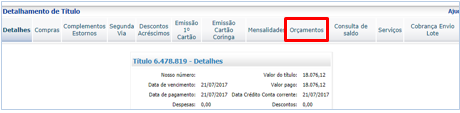 Detalhamento de Título
Detalhes Compras Complementos Estornos Segunda Via Descontos Acréscimos Emissão 1º Cartão Emissão Cartão Coringa Mensalidades Orçamentos Consulta de saldo Serviços Cobrança Envio Lote
Título 6.478.819 - Detalhes
Nosso número: Valor do título: 18.076,12
Data de vencimento: 21/07/2017 Valor pago: 18.076,12
Data de pagamento: 21/07/2017 Data Crédito Conta corrente: 21/07/2017
Despesas: 0,00 Descontos: 0,00